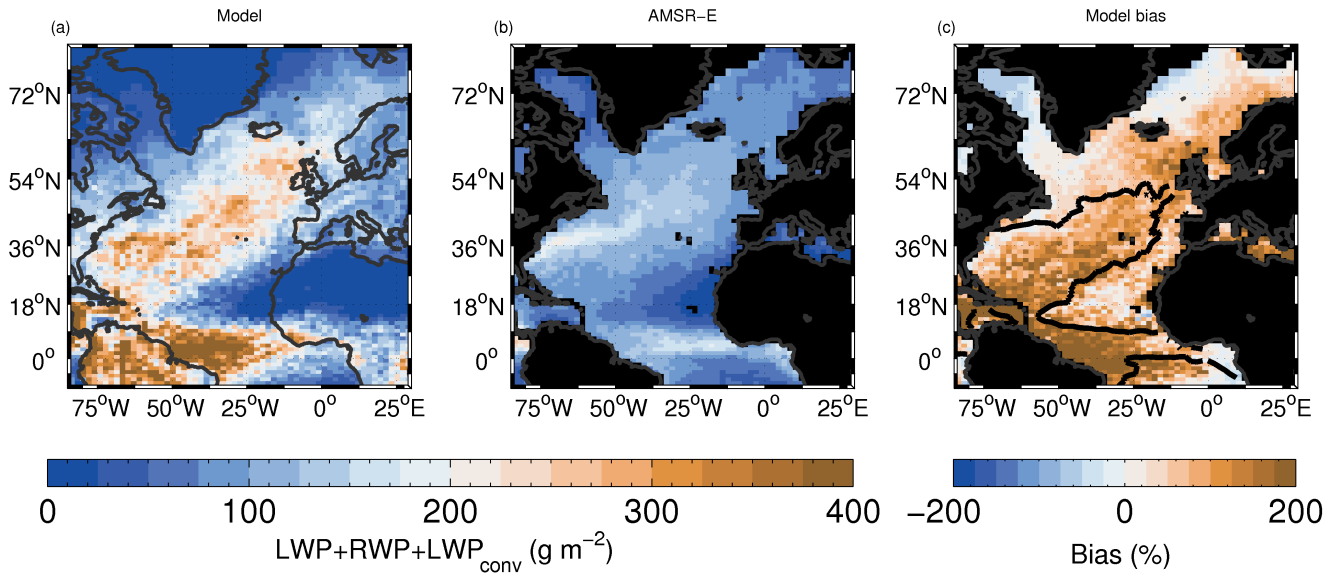 Model
AMSR−E
Model bias
(a)
(b)
(c)
72°N
54°N
36°N
18°N
0°
75°W 50°W 25°W 0° 25°E
72°N
54°N
36°N
18°N
0°
75°W 50°W 25°W 0° 25°E
72°N
54°N
36°N
18°N
0°
75°W 50°W 25°W 0° 25°E
0 100 200 300 400
LWP+RWP+LWP_conv (g m⁻²)
−200 0 200
Bias (%)